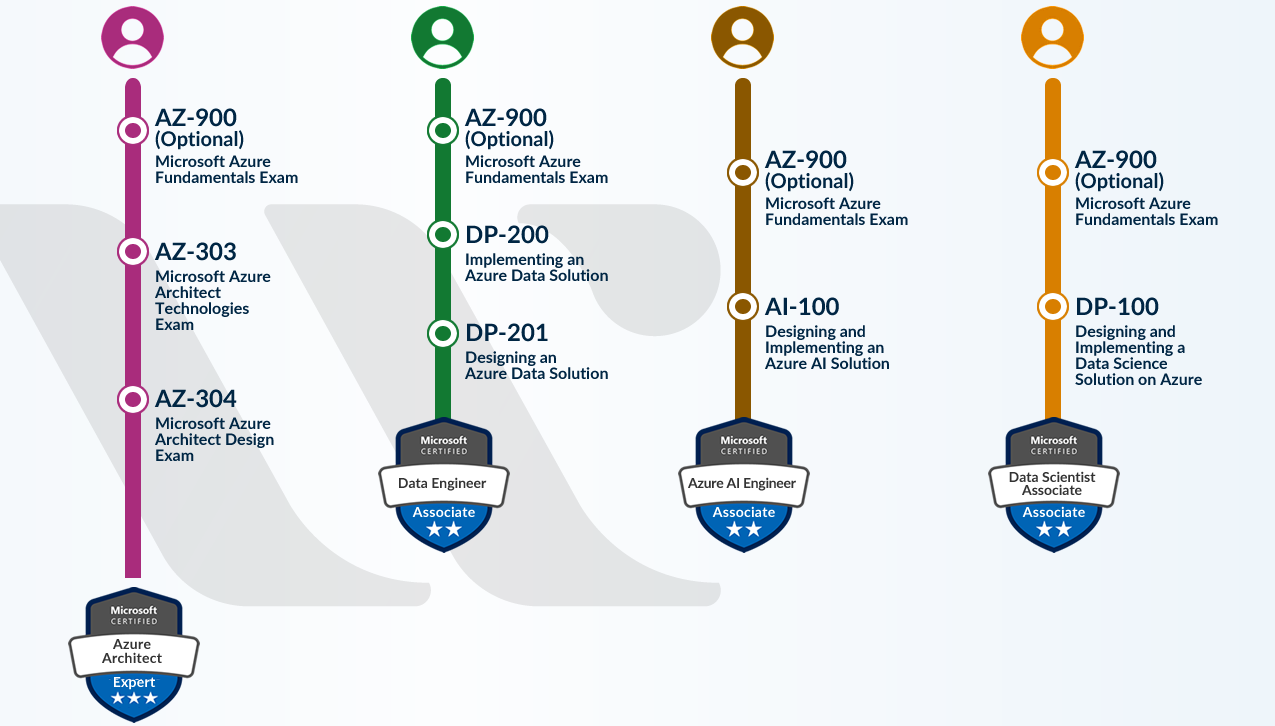 AZ-900
(Optional)
Microsoft Azure
Fundamentals Exam
AZ-303
Microsoft Azure
Architect
Technologies
Exam
AZ-304
Microsoft Azure
Architect Design
Exam
Microsoft
CERTIFIED
Azure
Architect
Expert
AZ-900
(Optional)
Microsoft Azure
Fundamentals Exam
DP-200
Implementing an
Azure Data Solution
DP-201
Designing an
Azure Data Solution
Microsoft
CERTIFIED
Data Engineer
Associate
AZ-900
(Optional)
Microsoft Azure
Fundamentals Exam
AI-100
Designing and
Implementing an
Azure AI Solution
Microsoft
CERTIFIED
Azure AI Engineer
Associate
AZ-900
(Optional)
Microsoft Azure
Fundamentals Exam
DP-100
Designing and
Implementing a
Data Science
Solution on Azure
Microsoft
CERTIFIED
Data Scientist
Associate
Associate